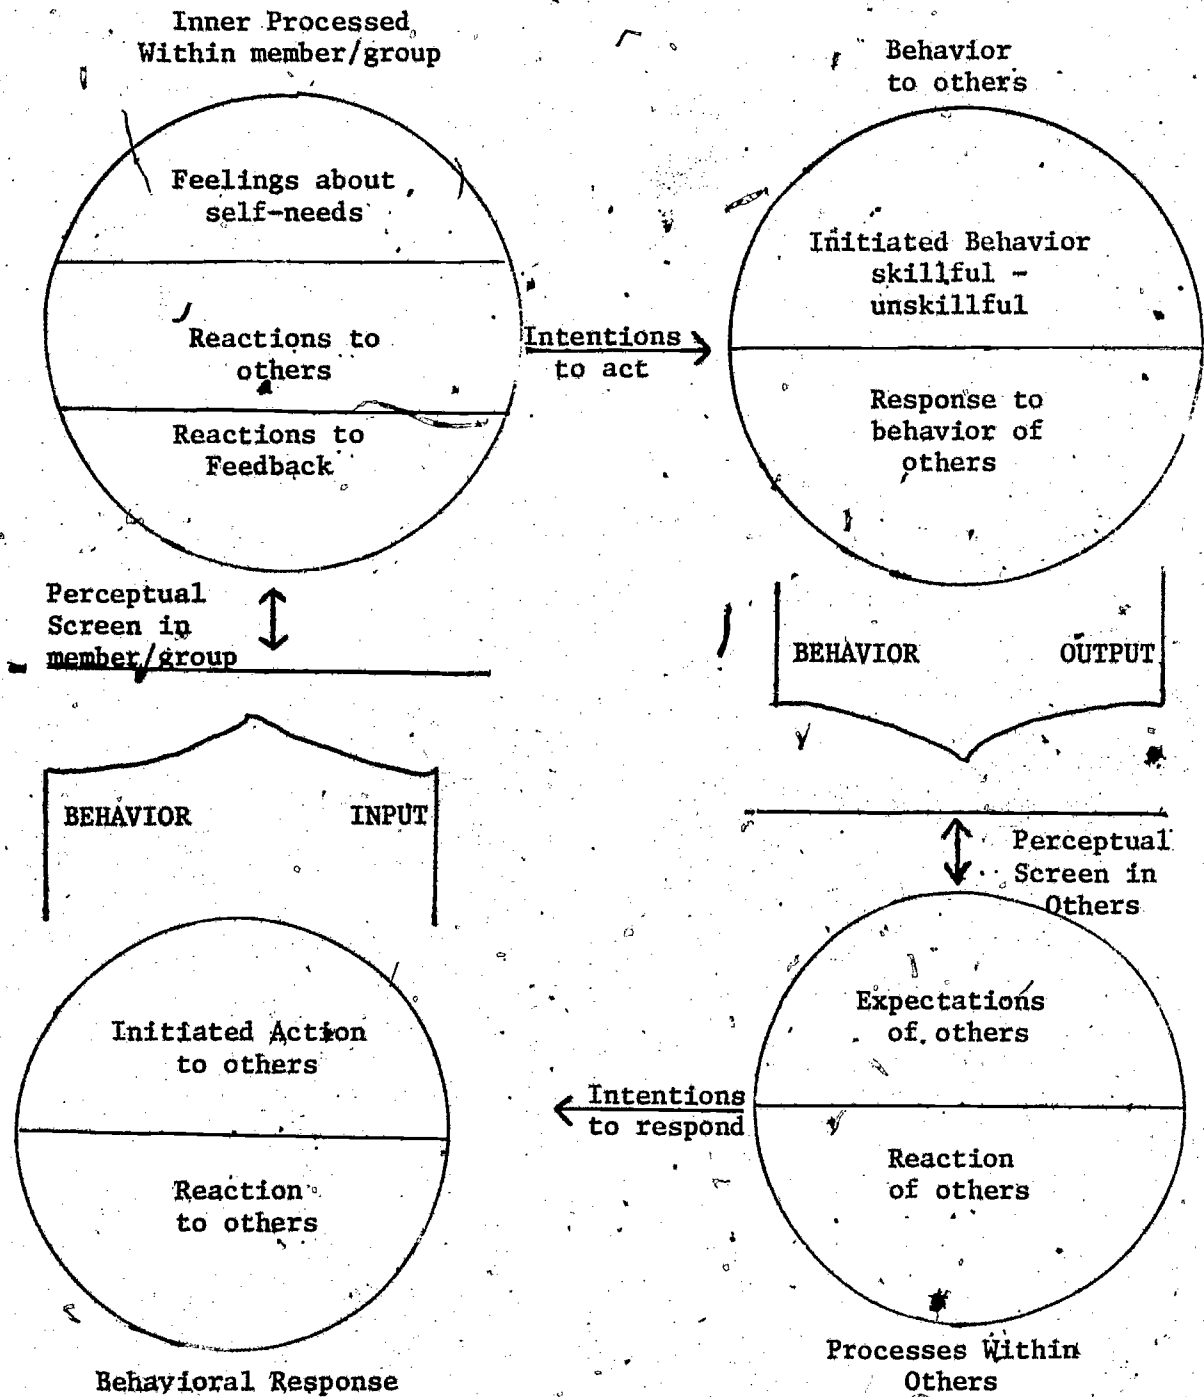 Inner Processed
Within member/group
Feelings about
self-needs
Reactions to
others
Reactions to
Feedback
Intentions
to act
Behavior
to others
Initiated Behavior
skillful -
unskillful
Response to
behavior of
others
Perceptual
Screen in
member/group
BEHAVIOR OUTPUT
BEHAVIOR INPUT
Perceptual
Screen in
Others
Expectations
of others
Reaction
of others
Processes Within
Others
Intentions
to respond
Initiated Action
to others
Reaction
to others
Behavioral Response